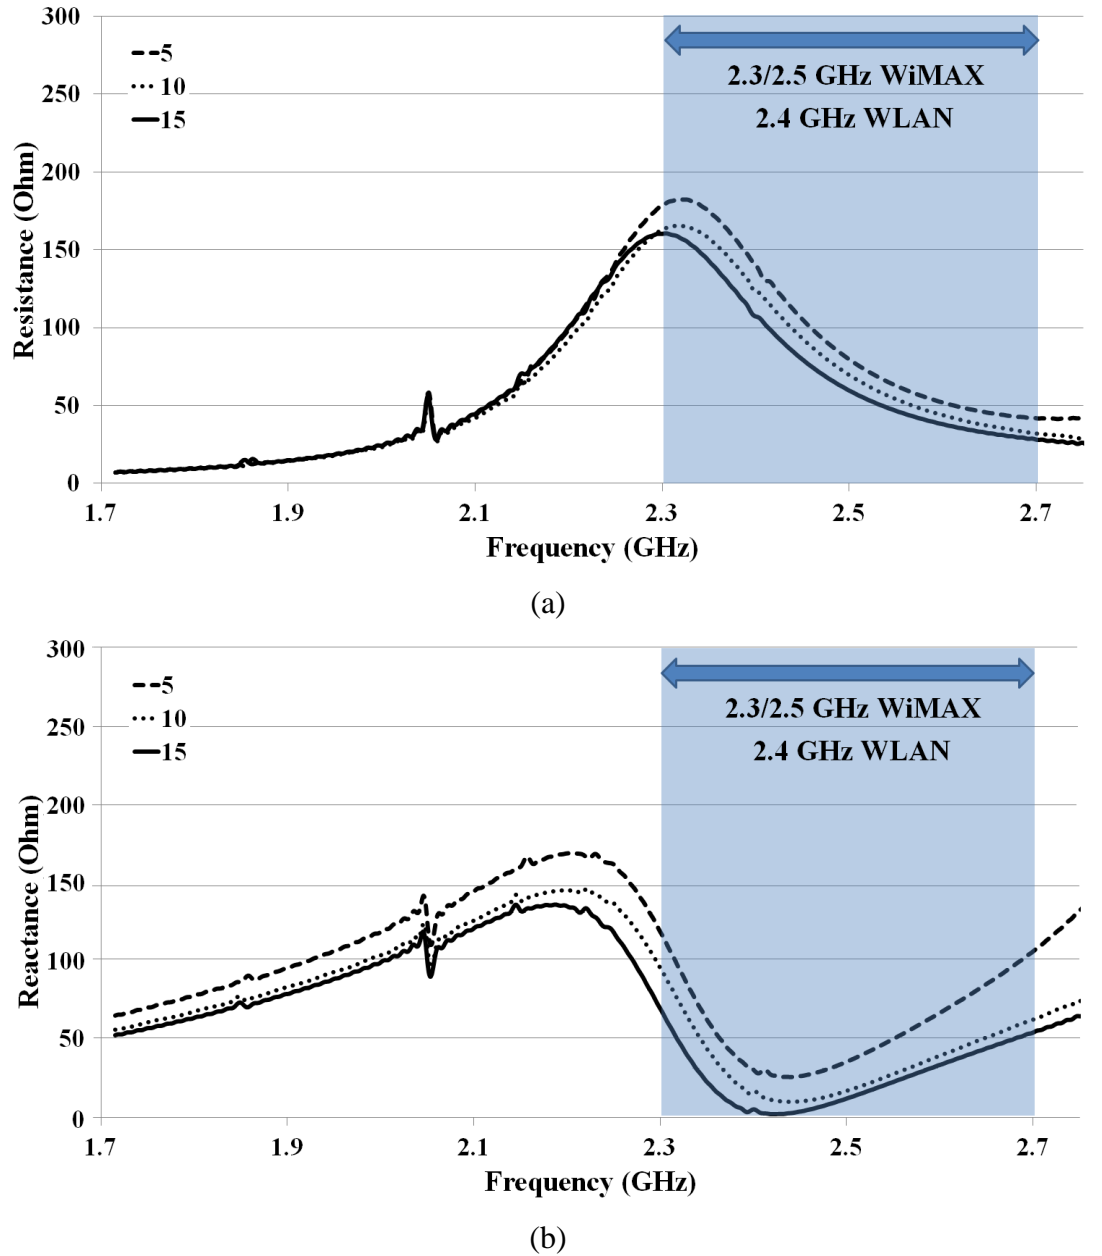 300
250
200
150
100
50
0
Resistance (Ohm)
5
10
15
2.3/2.5 GHz WiMAX
2.4 GHz WLAN
1.7 1.9 2.1 2.3 2.5 2.7
Frequency (GHz)
(a)
300
250
200
150
100
50
0
Reactance (Ohm)
5
10
15
2.3/2.5 GHz WiMAX
2.4 GHz WLAN
1.7 1.9 2.1 2.3 2.5 2.7
Frequency (GHz)
(b)